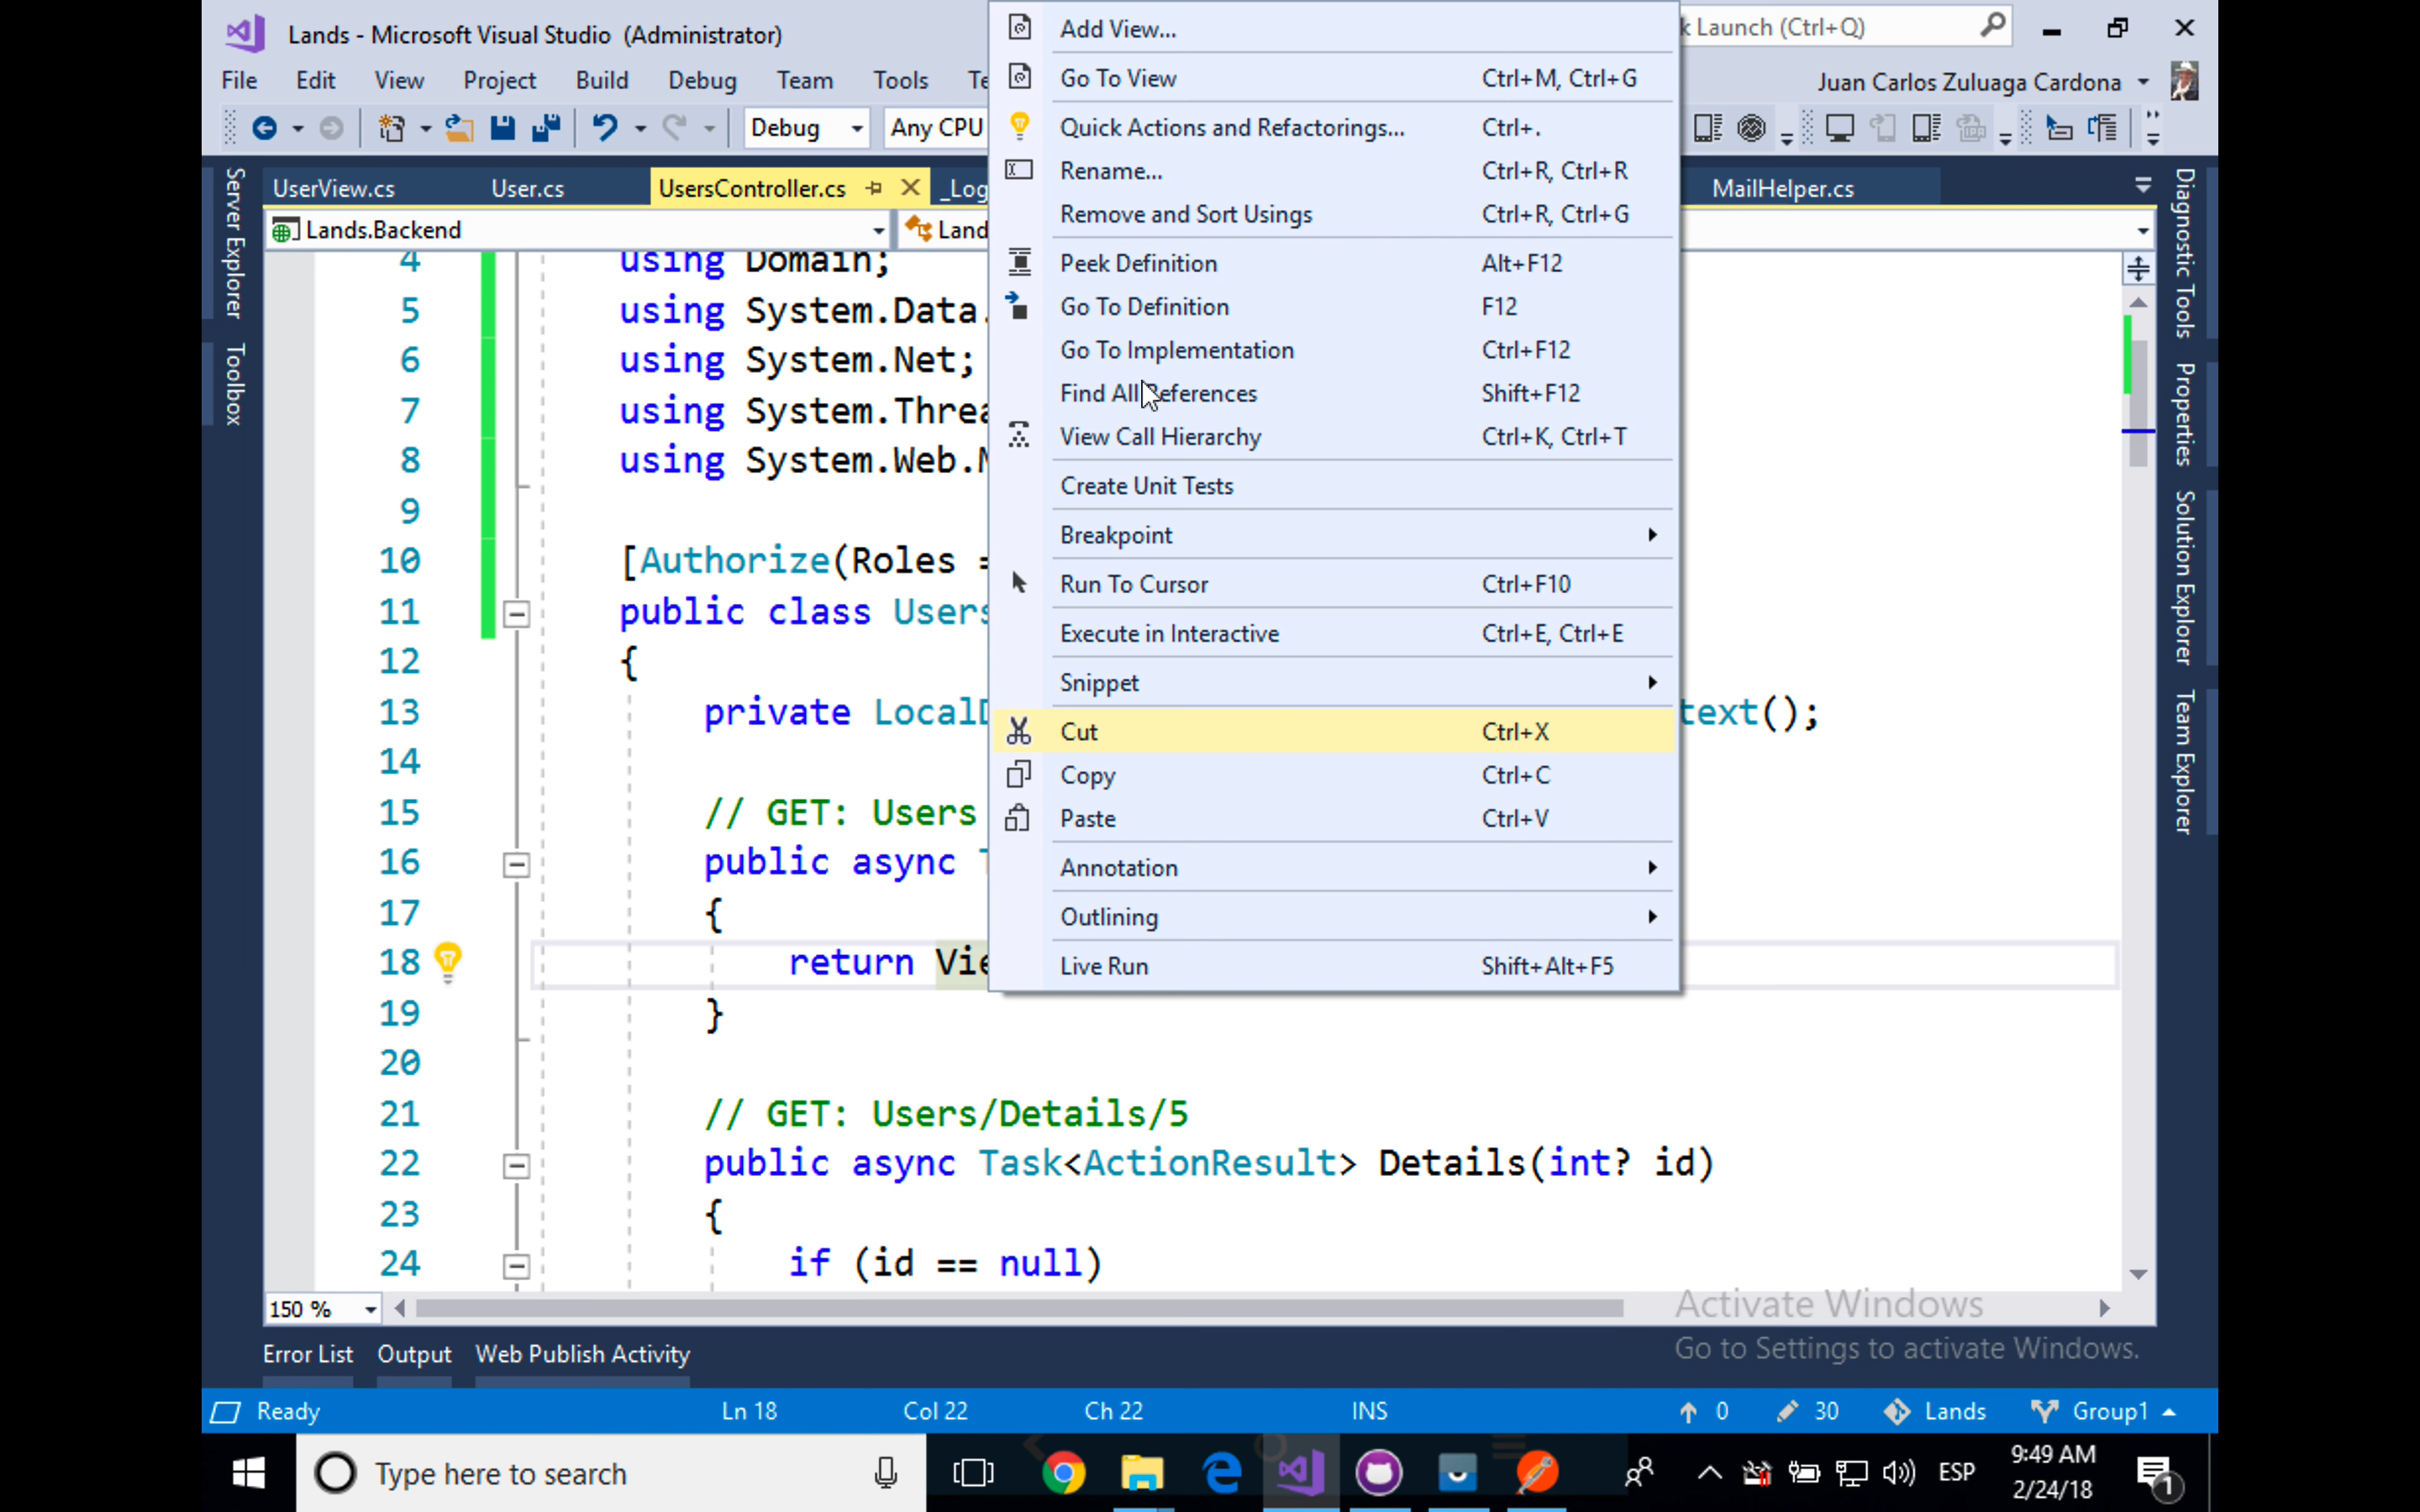 Lands - Microsoft Visual Studio (Administrator)
k Launch (Ctrl+Q)
File Edit View Project Build Debug Team Tools Te
Juan Carlos Zuluaga Cardona
Debug Any CPU
UserView.cs User.cs UsersController.cs _Log MailHelper.cs
Lands.Backend Land
Server Explorer
Toolbox
Diagnostic Tools
Properties
Solution Explorer
Team Explorer
4 using Domain;
5 using System.Data.
6 using System.Net;
7 using System.Threa
8 using System.Web.M
9
10 [Authorize(Roles =
11 public class Users
12 {
13 private LocalD text();
14
15 // GET: Users
16 public async T
17 {
18 return Vie
19 }
20
21 // GET: Users/Details/5
22 public async Task<ActionResult> Details(int? id)
23 {
24 if (id == null)
Add View...
Go To View Ctrl+M, Ctrl+G
Quick Actions and Refactorings... Ctrl+.
Rename... Ctrl+R, Ctrl+R
Remove and Sort Usings Ctrl+R, Ctrl+G
Peek Definition Alt+F12
Go To Definition F12
Go To Implementation Ctrl+F12
Find All References Shift+F12
View Call Hierarchy Ctrl+K, Ctrl+T
Create Unit Tests
Breakpoint
Run To Cursor Ctrl+F10
Execute in Interactive Ctrl+E, Ctrl+E
Snippet
Cut Ctrl+X
Copy Ctrl+C
Paste Ctrl+V
Annotation
Outlining
Live Run Shift+Alt+F5
150 %
Activate Windows
Go to Settings to activate Windows.
Error List Output Web Publish Activity
Ready Ln 18 Col 22 Ch 22 INS 0 30 Lands Group1
Type here to search
ESP
9:49 AM
2/24/18
1